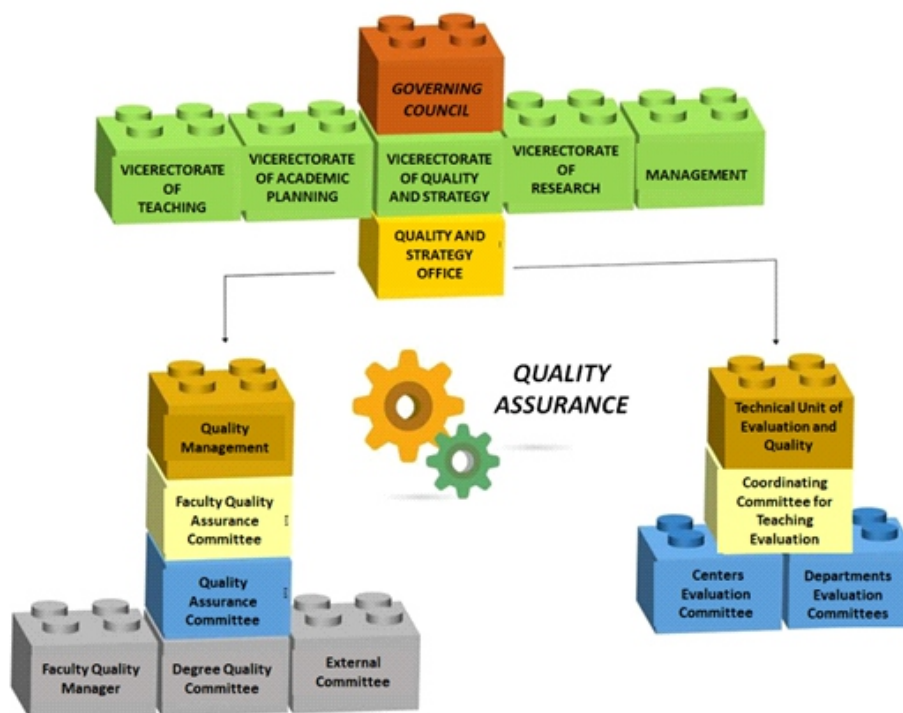 GOVERNING
COUNCIL
VICERECTORATE
OF
TEACHING
VICERECTORATE
OF ACADEMIC
PLANNING
VICERECTORATE
OF QUALITY
AND STRATEGY
VICERECTORATE
OF
RESEARCH
MANAGEMENT
QUALITY AND
STRATEGY
OFFICE
QUALITY
ASSURANCE
Quality
Management
Faculty Quality
Assurance
Committee
Quality
Assurance
Committee
Faculty Quality
Manager
Degree Quality
Committee
External
Committee
Technical Unit of
Evaluation and
Quality
Coordinating
Committee for
Teaching
Evaluation
Centers
Evaluation
Committee
Departments
Evaluation
Committees